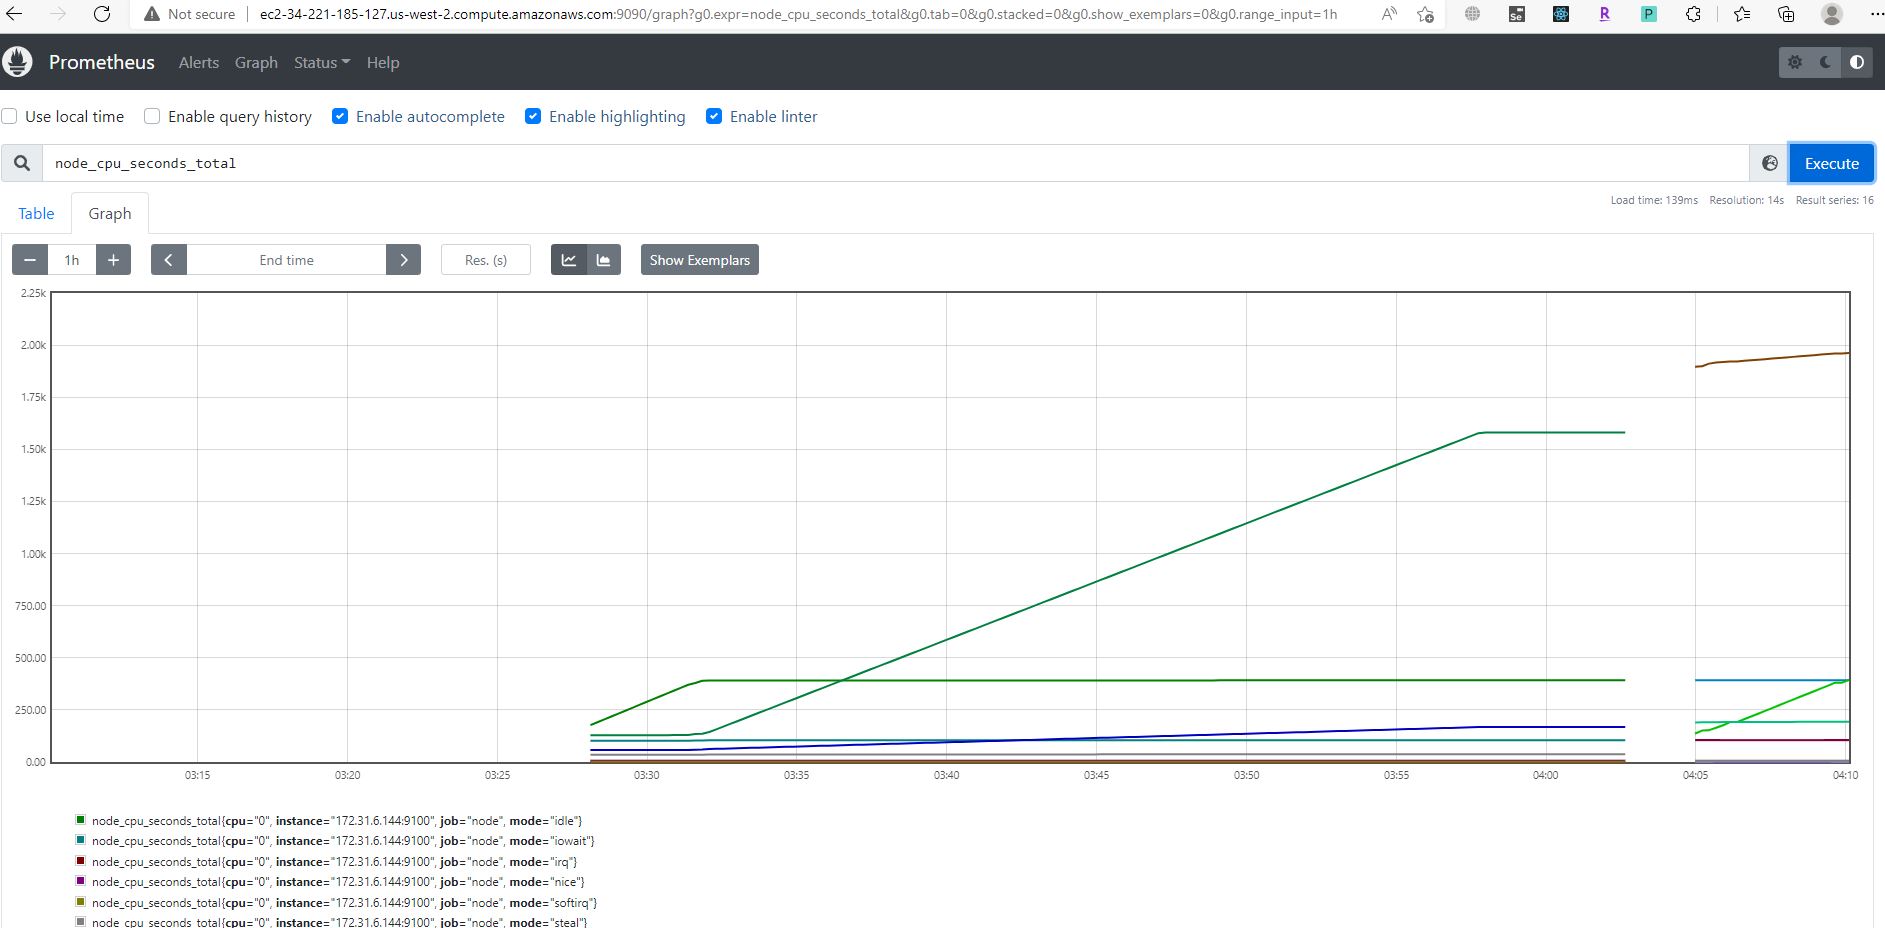 Not secure | ec2-34-221-185-127.us-west-2.compute.amazonaws.com:9090/graph?g0.expr=node_cpu_seconds_total&g0.tab=0&g0.stacked=0&g0.show_exemplars=0&g0.range_input=1h
Prometheus Alerts Graph Status Help
Use local time Enable query history Enable autocomplete Enable highlighting Enable linter
node_cpu_seconds_total Execute
Load time: 139ms Resolution: 14s Result series: 16
Table Graph
− 1h + End time Res. (s) Show Exemplars
2.25k
2.00k
1.75k
1.50k
1.25k
1.00k
750.00
500.00
250.00
0.00
03:15 03:20 03:25 03:30 03:35 03:40 03:45 03:50 03:55 04:00 04:05 04:10
node_cpu_seconds_total{cpu="0", instance="172.31.6.144:9100", job="node", mode="idle"}
node_cpu_seconds_total{cpu="0", instance="172.31.6.144:9100", job="node", mode="iowait"}
node_cpu_seconds_total{cpu="0", instance="172.31.6.144:9100", job="node", mode="irq"}
node_cpu_seconds_total{cpu="0", instance="172.31.6.144:9100", job="node", mode="nice"}
node_cpu_seconds_total{cpu="0", instance="172.31.6.144:9100", job="node", mode="softirq"}
node_cpu_seconds_total{cpu="0", instance="172.31.6.144:9100", job="node", mode="steal"}